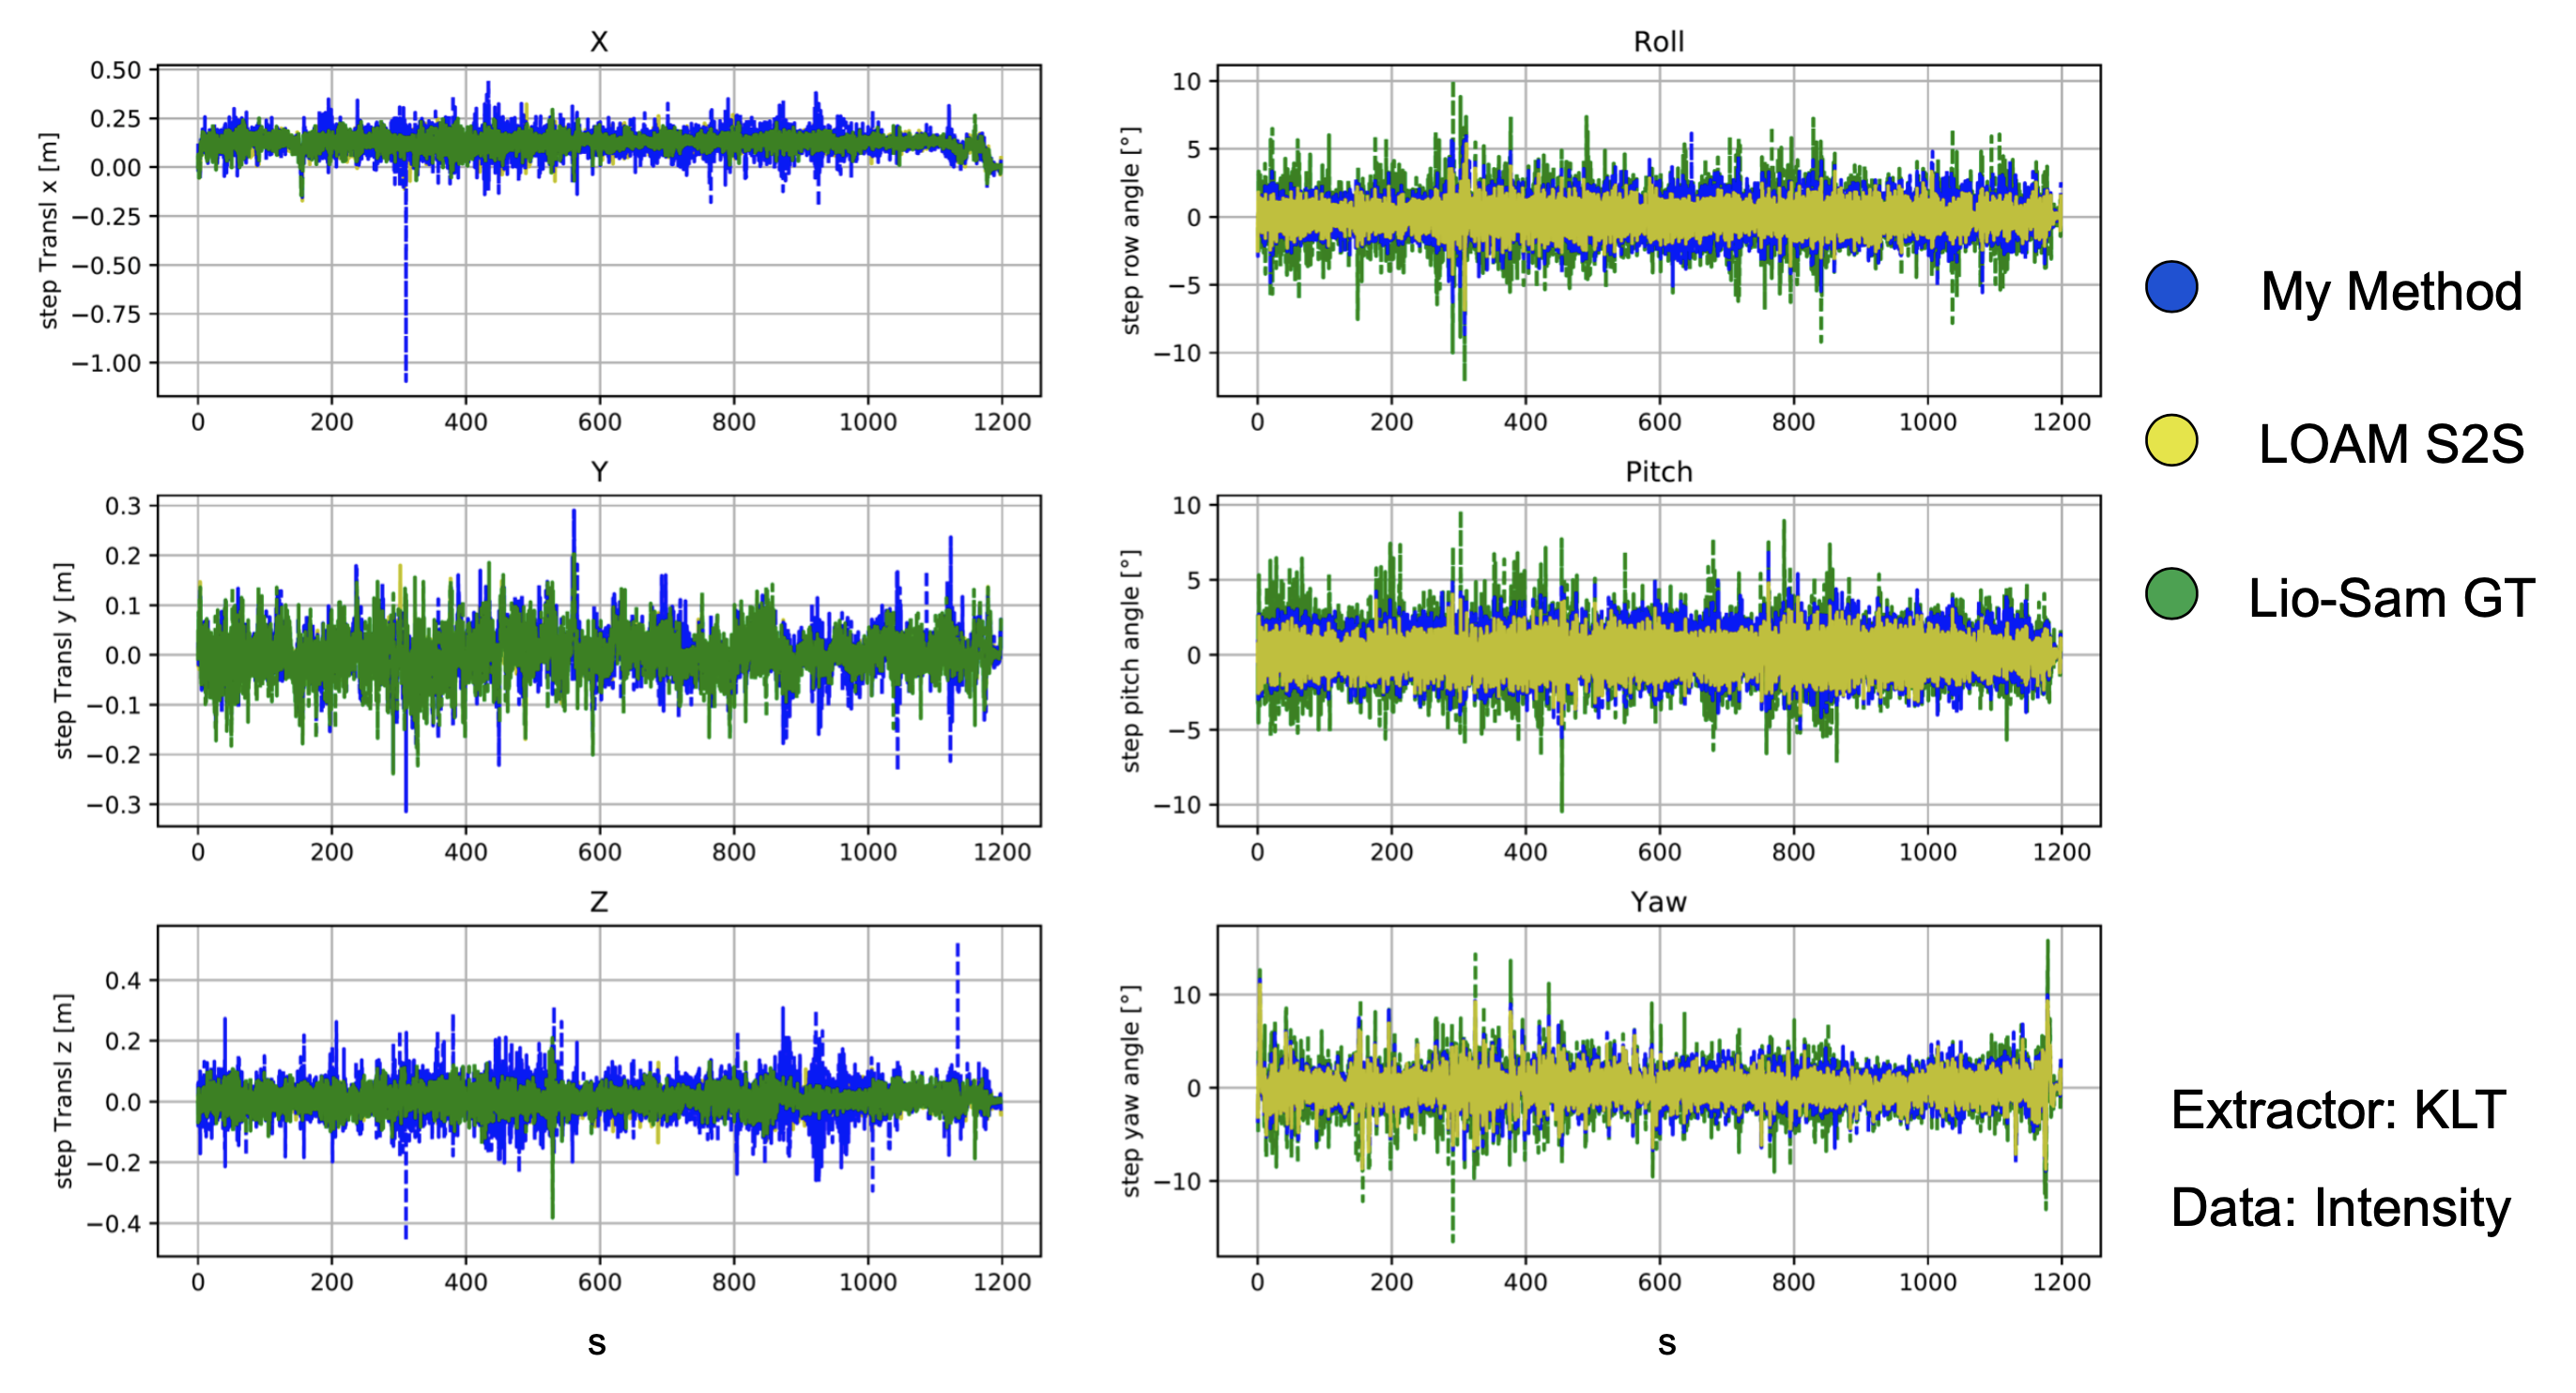 X
step Transl x [m]
0.50
0.25
0.00
−0.25
−0.50
−0.75
−1.00
0 200 400 600 800 1000 1200
Roll
step row angle [°]
10
5
0
−5
−10
0 200 400 600 800 1000 1200
Y
step Transl y [m]
0.3
0.2
0.1
0.0
−0.1
−0.2
−0.3
0 200 400 600 800 1000 1200
Pitch
step pitch angle [°]
10
5
0
−5
−10
0 200 400 600 800 1000 1200
Z
step Transl z [m]
0.4
0.2
0.0
−0.2
−0.4
0 200 400 600 800 1000 1200
s
Yaw
step yaw angle [°]
10
0
−10
0 200 400 600 800 1000 1200
s
My Method
LOAM S2S
Lio-Sam GT
Extractor: KLT
Data: Intensity